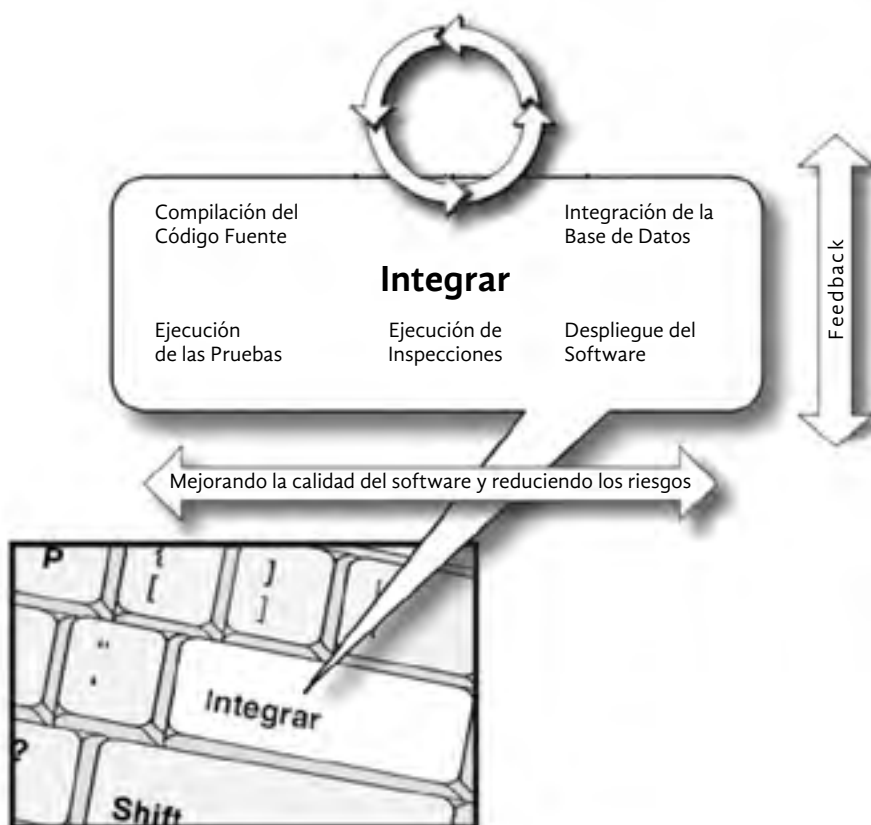 Compilación del
Código Fuente
Integración de la
Base de Datos
Integrar
Ejecución
de las Pruebas
Ejecución de
Inspecciones
Despliegue del
Software
Feedback
Mejorando la calidad del software y reduciendo los riesgos
P
{
[
}
]
"
'
Integrar
?
Shift